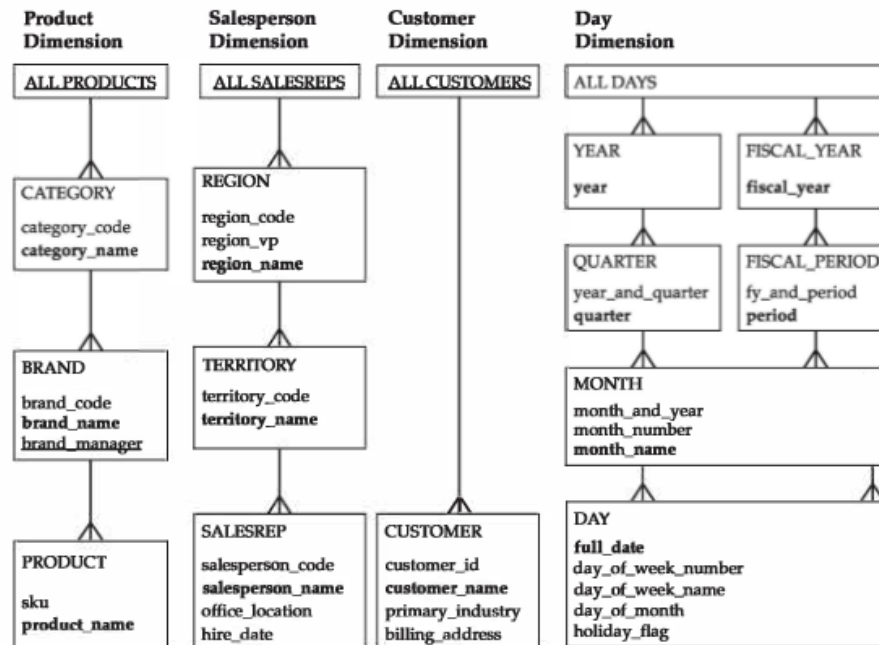 Product
Dimension
ALL PRODUCTS
CATEGORY
category_code
category_name
BRAND
brand_code
brand_name
brand_manager
PRODUCT
sku
product_name
Salesperson
Dimension
ALL SALESREPS
REGION
region_code
region_vp
region_name
TERRITORY
territory_code
territory_name
SALESREP
salesperson_code
salesperson_name
office_location
hire_date
Customer
Dimension
ALL CUSTOMERS
CUSTOMER
customer_id
customer_name
primary_industry
billing_address
Day
Dimension
ALL DAYS
YEAR
year
FISCAL_YEAR
fiscal_year
QUARTER
year_and_quarter
quarter
FISCAL_PERIOD
fy_and_period
period
MONTH
month_and_year
month_number
month_name
DAY
full_date
day_of_week_number
day_of_week_name
day_of_month
holiday_flag